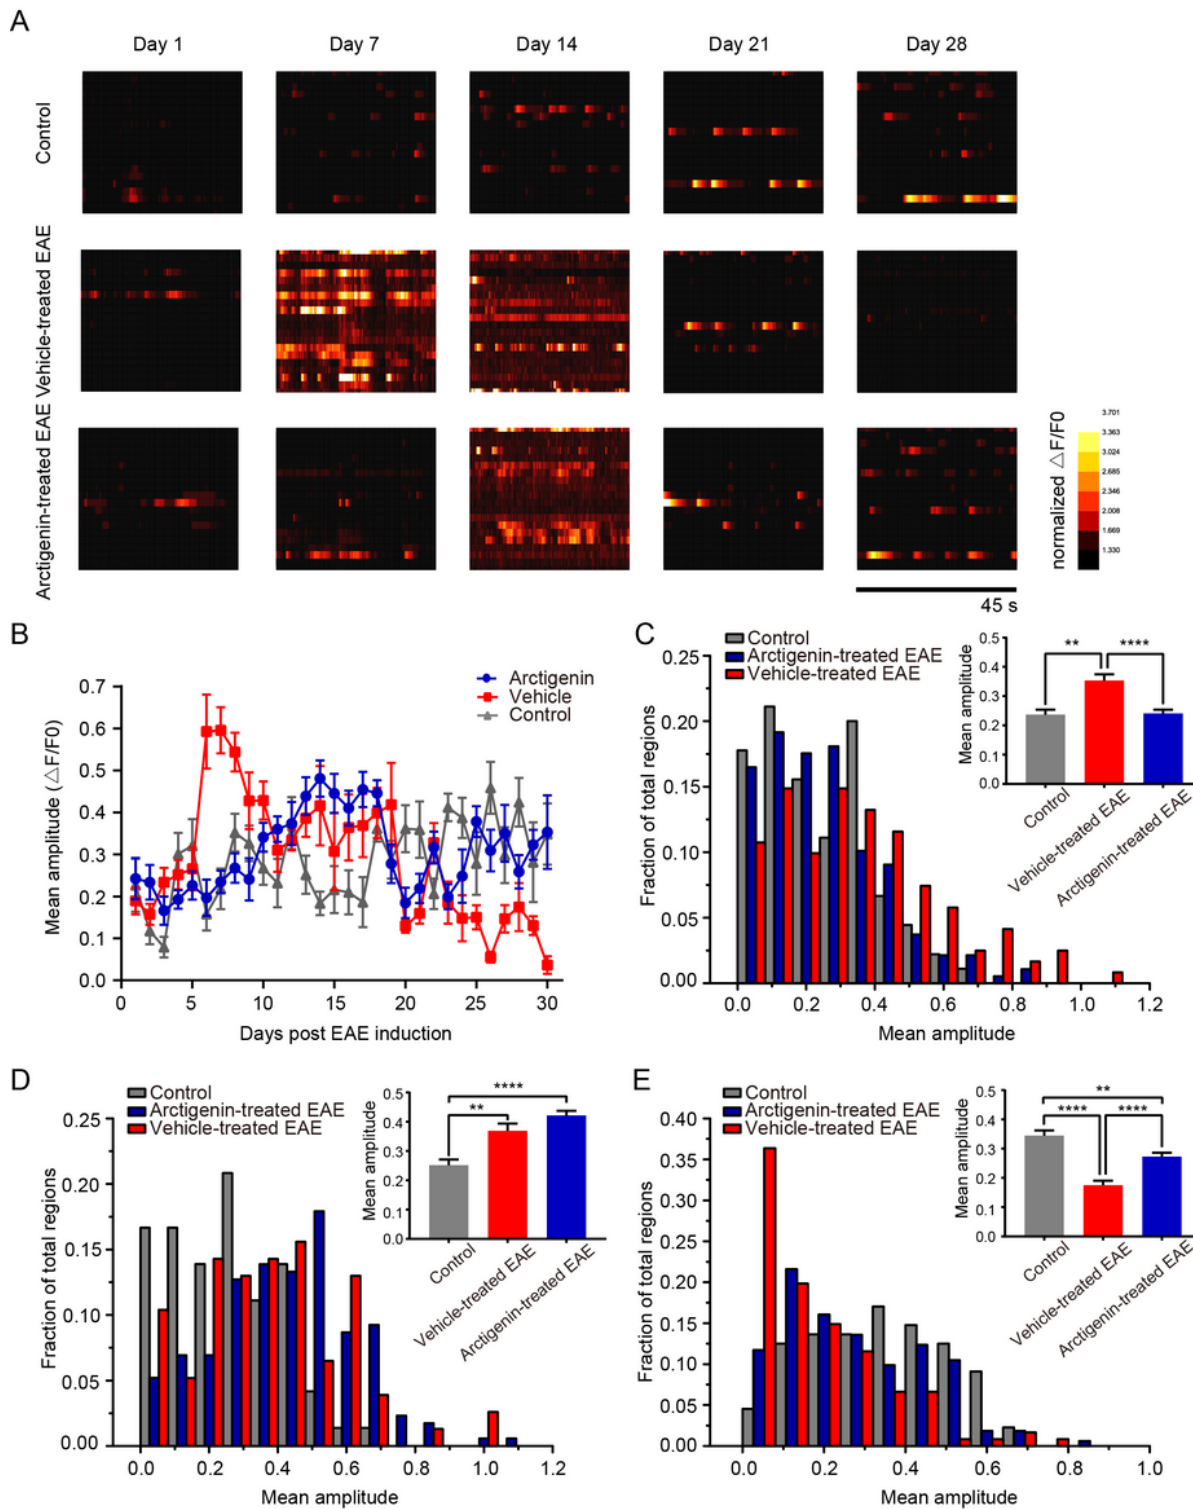 A
Day 1 Day 7 Day 14 Day 21 Day 28
Control
Vehicle-treated EAE
Arctigenin-treated EAE
normalized △F/F0
3.701
3.363
3.024
2.685
2.346
2.008
1.669
1.330
45 s
B
Arctigenin
Vehicle
Control
Mean amplitude (△F/F0)
0.7
0.6
0.5
0.4
0.3
0.2
0.1
0.0
0 5 10 15 20 25 30
Days post EAE induction
C
Control
Arctigenin-treated EAE
Vehicle-treated EAE
Fraction of total regions
0.25
0.20
0.15
0.10
0.05
0.00
0.0 0.2 0.4 0.6 0.8 1.0 1.2
Mean amplitude
Mean amplitude
0.5
0.4
0.3
0.2
0.1
0.0
** ****
Control
Vehicle-treated EAE
Arctigenin-treated EAE
D
Control
Arctigenin-treated EAE
Vehicle-treated EAE
Fraction of total regions
0.25
0.20
0.15
0.10
0.05
0.00
0.0 0.2 0.4 0.6 0.8 1.0 1.2
Mean amplitude
Mean amplitude
0.5
0.4
0.3
0.2
0.1
0.0
****
**
Control
Vehicle-treated EAE
Arctigenin-treated EAE
E
Control
Arctigenin-treated EAE
Vehicle-treated EAE
Fraction of total regions
0.40
0.35
0.30
0.25
0.20
0.15
0.10
0.05
0.00
0.0 0.2 0.4 0.6 0.8 1.0
Mean amplitude
Mean amplitude
0.5
0.4
0.3
0.2
0.1
0.0
**
**** ****
Control
Vehicle-treated EAE
Arctigenin-treated EAE